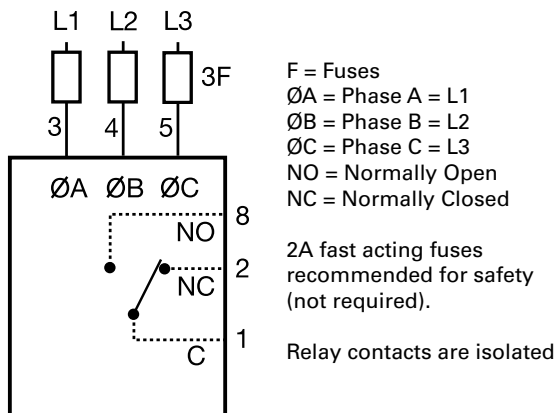 L1 L2 L3
3F
3 4 5
ØA ØB ØC
8
NO
2
NC
1
C
F = Fuses
ØA = Phase A = L1
ØB = Phase B = L2
ØC = Phase C = L3
NO = Normally Open
NC = Normally Closed
2A fast acting fuses
recommended for safety
(not required).
Relay contacts are isolated